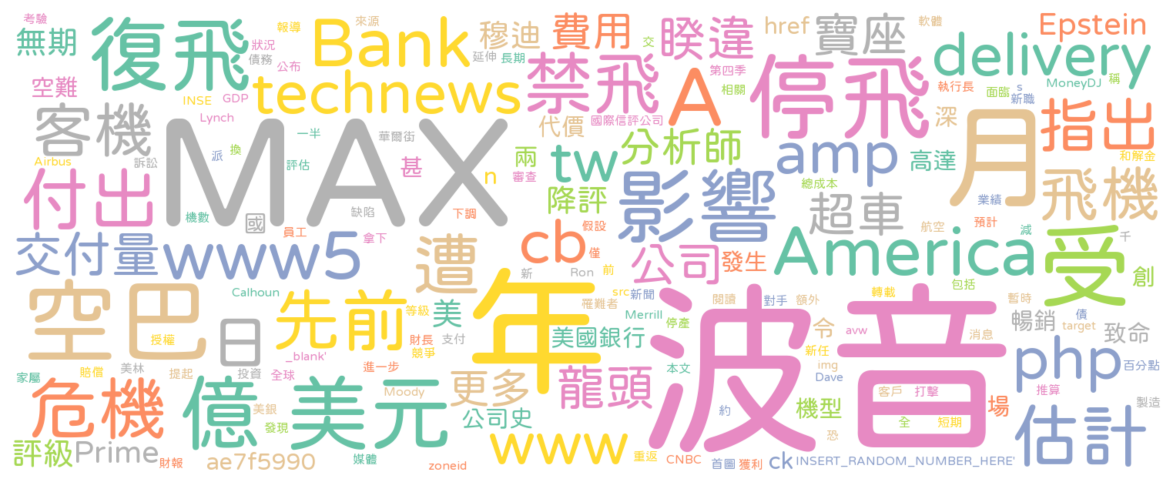 考驗 來源 穆迪 費用 睽違 href 寶座 軟體 Epstein
無期 復飛 報導 Bank 交 delivery
狀況 債務 延伸 長期 禁飛 第四季 停飛 執行長 面臨 MoneyDJ 稱
空難 公布 technews 相關 A s 新職
INSE GDP 國際信評公司 深 月 指出
客機 Lynch 一半 華爾街 代價 分析師 amp 高達
Airbus 訴訟 派 換 評估 甚 兩 tw 和解金
付出 MAX n 審查 降評 影響 總成本 業績 飛機
機數 國 缺陷 下調 超車 航空 預計
員工 拿下 cb 假設 減 千
交付量 www5 遭 僅 公司 發生 America 受
新 Ron 前 包括 創
空巴 Calhoun 先前 年 src 新聞 閱讀 對手 轉載 暫時 債
日 等級 美 罹難者 Merrill 額外 暢銷 target 致命
授權 _blank' 財長 支付 美國銀行 停產 波音 令 avw 消息
競爭 新任
家屬 賠償 美林 提起 投資 全球 進一步 本文 img php 百分點
危機 億 美元 Moody 更多 龍頭 Dave 客戶 打擊 推算
美銀 公司史 約 機型 場 製造
發現 全 短期 估計
評級 Prime 媒體 www 恐
財報 ae7f5990 zoneid 重返 CNBC 首圖 獲利 ck INSERT_RANDOM_NUMBER_HERE'